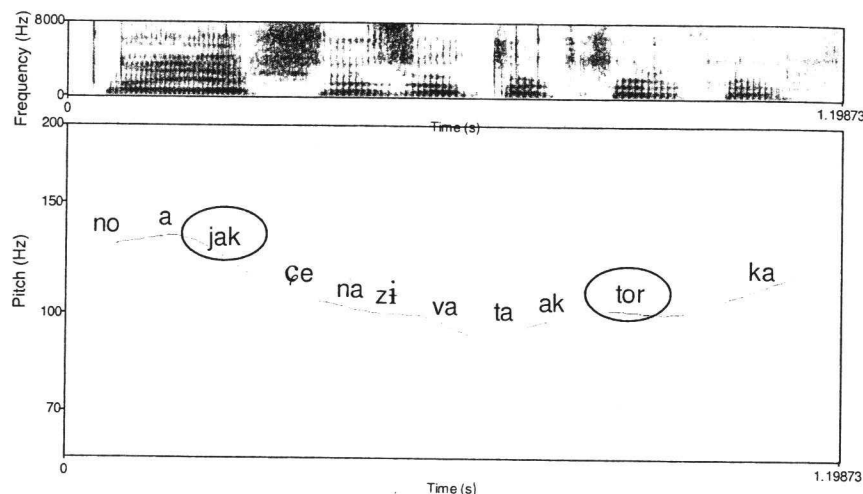 8000
Frequency (Hz)
0
0
Time (s)
1.19873
200
150
100
70
Pitch (Hz)
no a jak ɕe na zɨ va ta ak tor ka
0
Time (s)
1.19873